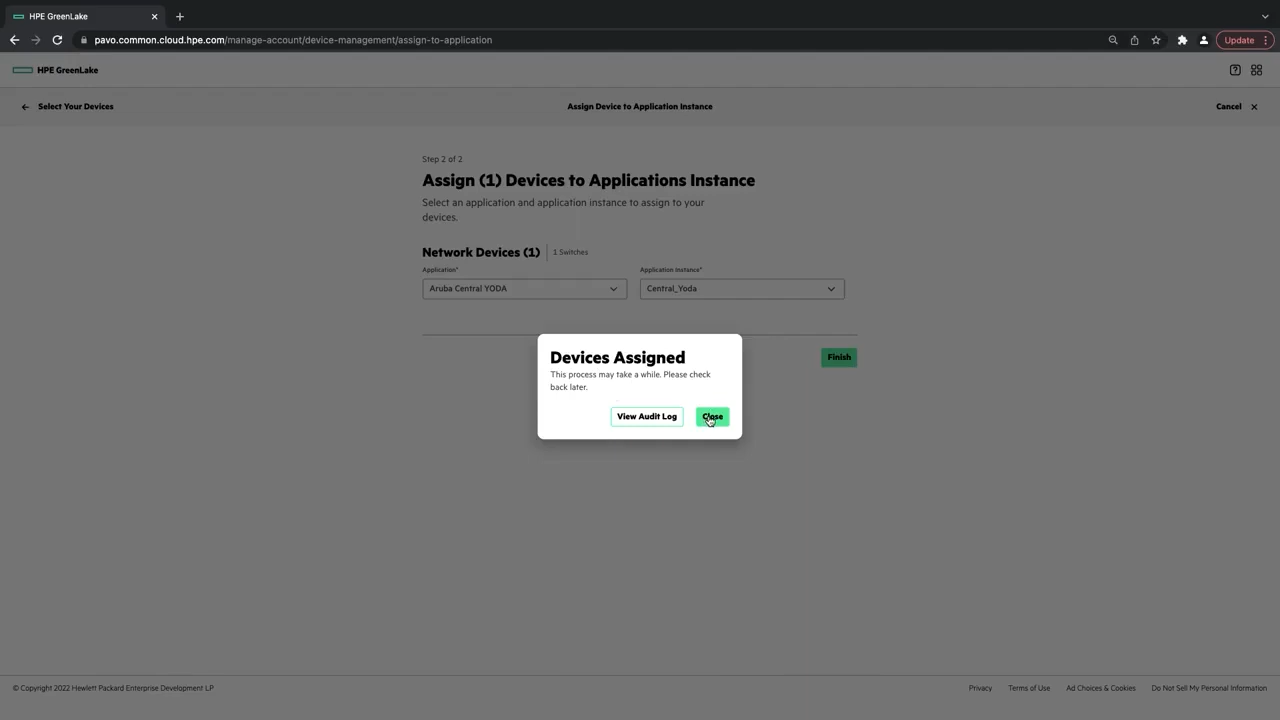 HPE GreenLake
pavo.common.cloud.hpe.com/manage-account/device-management/assign-to-application
Update
HPE GreenLake
Select Your Devices
Assign Device to Application Instance
Cancel
Step 2 of 2
Assign (1) Devices to Applications Instance
Select an application and application instance to assign to your
devices.
Network Devices (1)
1 Switches
Application*
Application Instance*
Aruba Central YODA
Central_Yoda
Finish
Devices Assigned
This process may take a while. Please check
back later.
View Audit Log
Close
© Copyright 2022 Hewlett Packard Enterprise Development LP
Privacy
Terms of Use
Ad Choices & Cookies
Do Not Sell My Personal Information